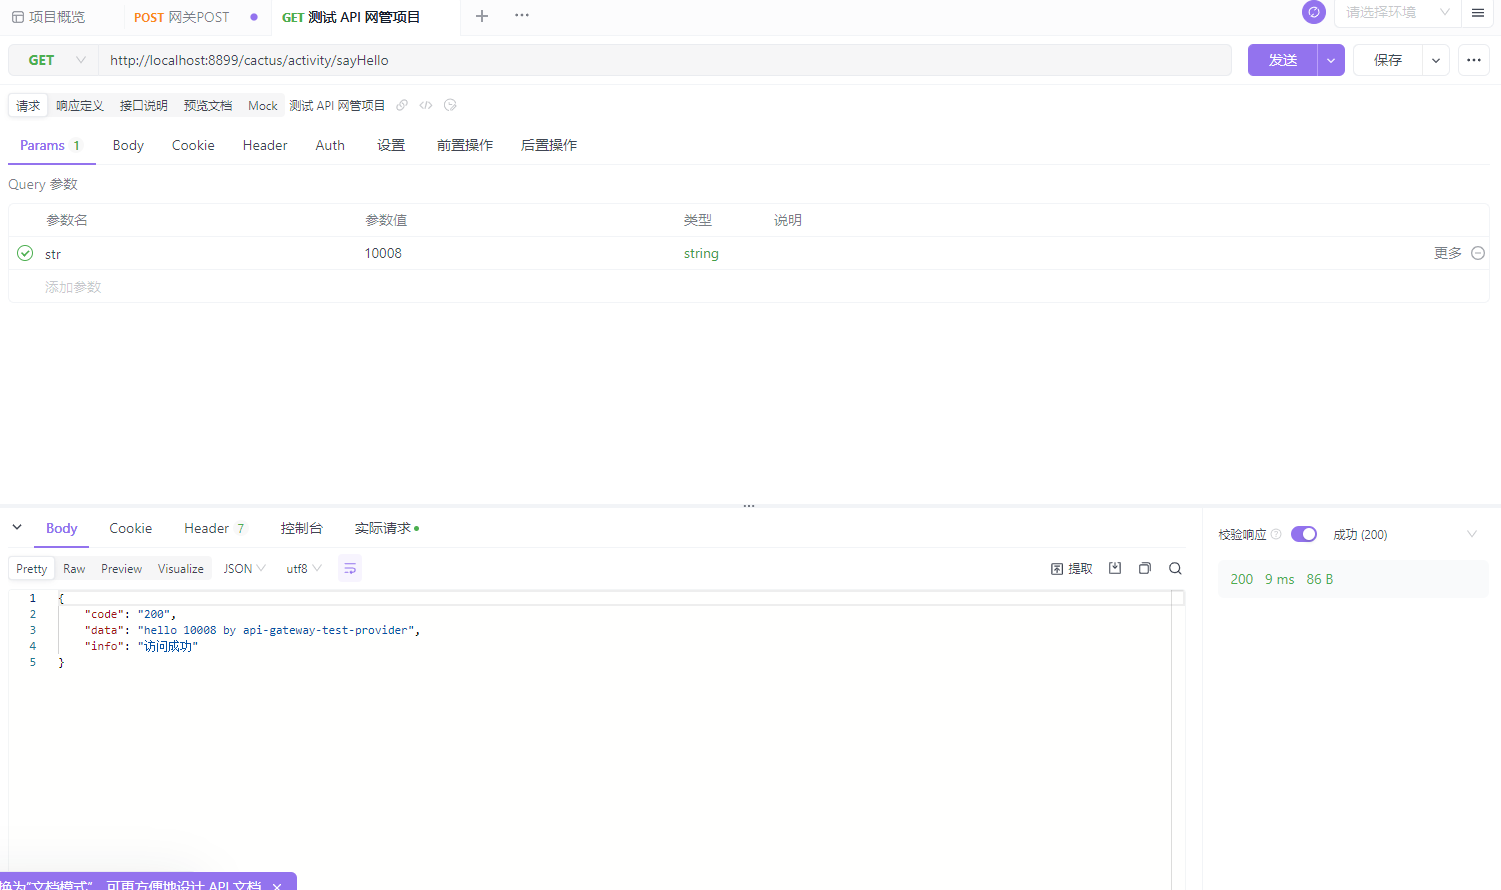 项目概览 POST 网关POST GET 测试 API 网管项目 请选择环境
GET http://localhost:8899/cactus/activity/sayHello 发送 保存
请求 响应定义 接口说明 预览文档 Mock 测试 API 网管项目
Params 1 Body Cookie Header Auth 设置 前置操作 后置操作
Query 参数
参数名 参数值 类型 说明
str 10008 string 更多
添加参数
Body Cookie Header 7 控制台 实际请求 校验响应 成功 (200)
Pretty Raw Preview Visualize JSON utf8 提取
200 9 ms 86 B
1 {
2 "code": "200",
3 "data": "hello 10008 by api-gateway-test-provider",
4 "info": "访问成功"
5 }
换为"文档模式"，可更方便地设计 API 文档